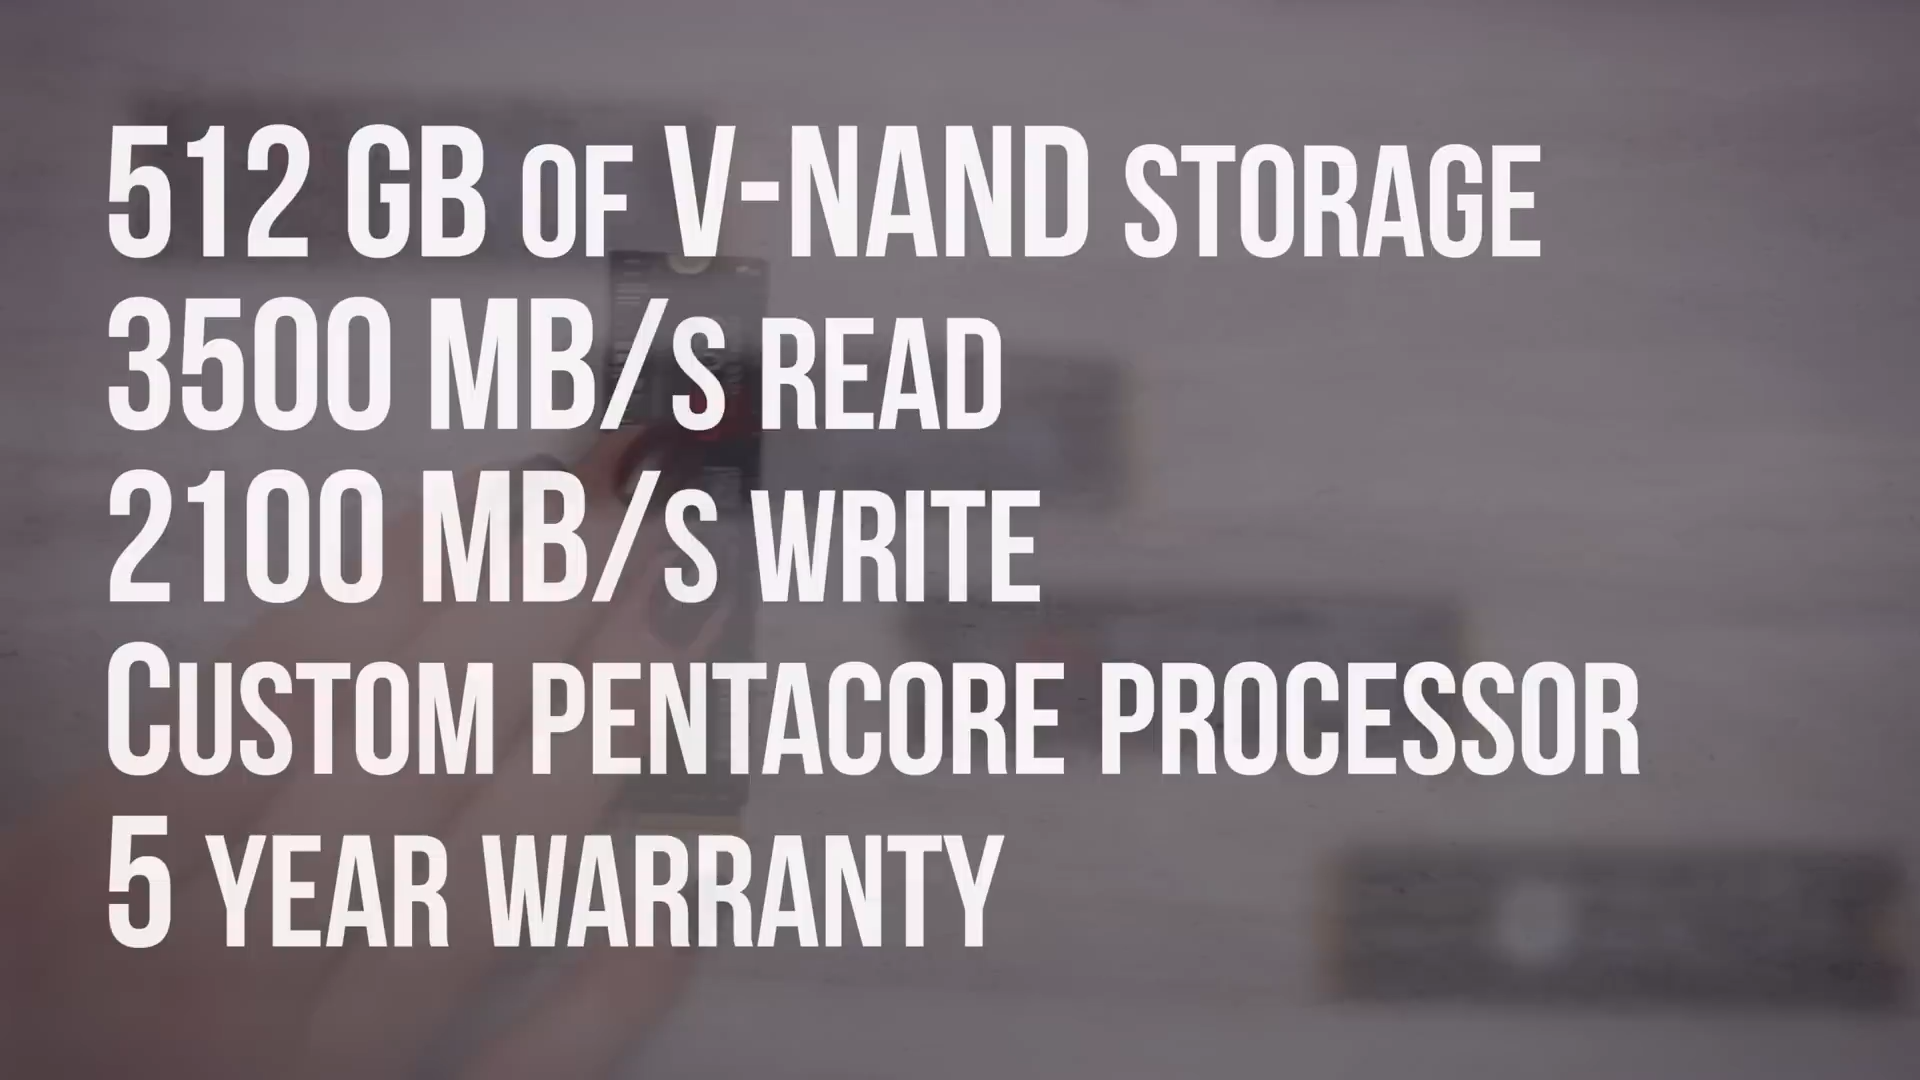 512 GB of V-NAND storage
3500 MB/s read
2100 MB/s write
Custom pentacore processor
5 year warranty